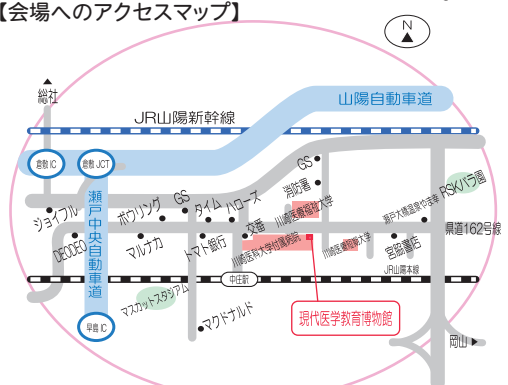 【会場へのアクセスマップ】
N
総社
山陽自動車道
JR山陽新幹線
倉敷IC
倉敷JCT
GS
消防署
RSKバラ園
瀬戸中央自動車道
ジョイフル
ボウリング
GS
タイム
ハローズ
交番
川崎医療短期大学
瀬戸大橋温泉やま幸
県道162号線
DEODEO
マルナカ
トマト銀行
川崎医科大学付属病院
川崎医療福祉大学
宮脇書店
JR山陽本線
中庄駅
マスカットスタジアム
早島IC
マクドナルド
現代医学教育博物館
岡山